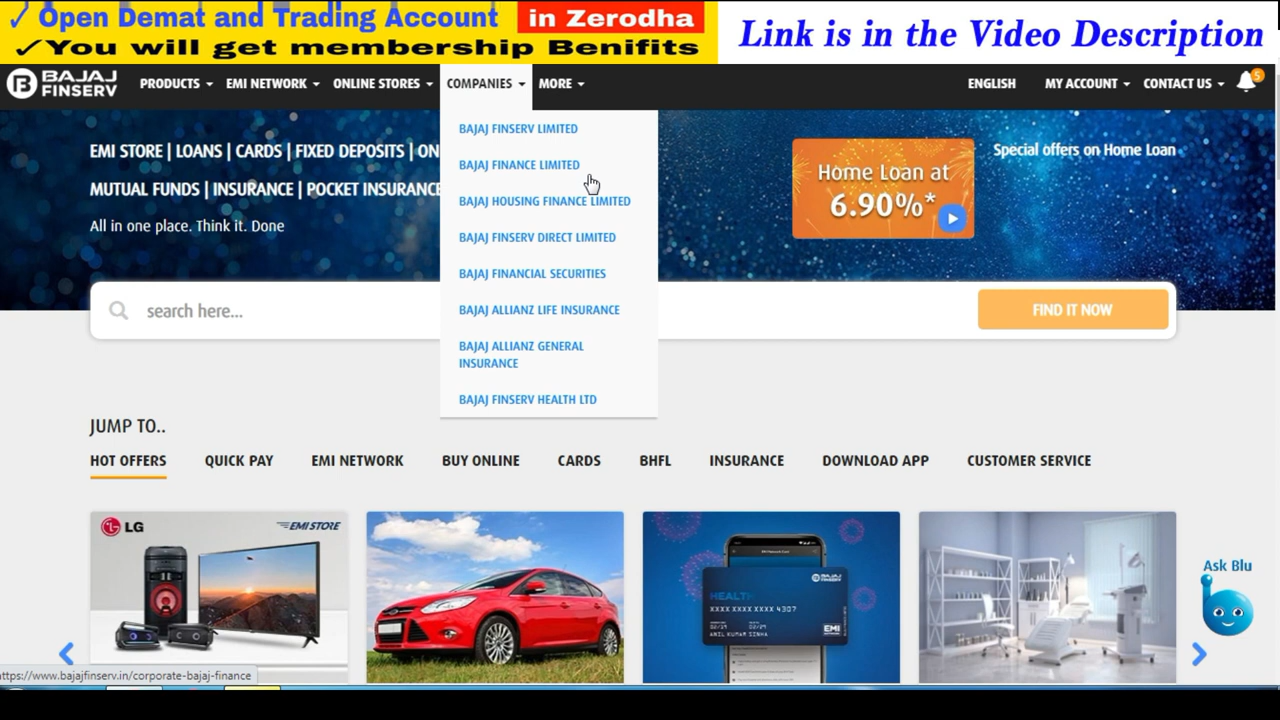 ✓ Open Demat and Trading Account in Zerodha
✓You will get membership Benifits
Link is in the Video Description
BAJAJ FINSERV
PRODUCTS EMI NETWORK ONLINE STORES COMPANIES MORE ENGLISH MY ACCOUNT CONTACT US 5
EMI STORE | LOANS | CARDS | FIXED DEPOSITS | ON
MUTUAL FUNDS | INSURANCE | POCKET INSURANCE
All in one place. Think it. Done
BAJAJ FINSERV LIMITED
BAJAJ FINANCE LIMITED
BAJAJ HOUSING FINANCE LIMITED
BAJAJ FINSERV DIRECT LIMITED
BAJAJ FINANCIAL SECURITIES
BAJAJ ALLIANZ LIFE INSURANCE
BAJAJ ALLIANZ GENERAL
INSURANCE
BAJAJ FINSERV HEALTH LTD
Home Loan at
6.90%*
Special offers on Home Loan
search here...
FIND IT NOW
JUMP TO..
HOT OFFERS QUICK PAY EMI NETWORK BUY ONLINE CARDS BHFL INSURANCE DOWNLOAD APP CUSTOMER SERVICE
LG
EMI STORE
BAJAJ FINSERV
HEALTH
XXXX XXXX XXXX 4307
ANIL KUMAR SINHA
EMI
Ask Blu
ttps://www.bajajfinserv.in/corporate-bajaj-finance